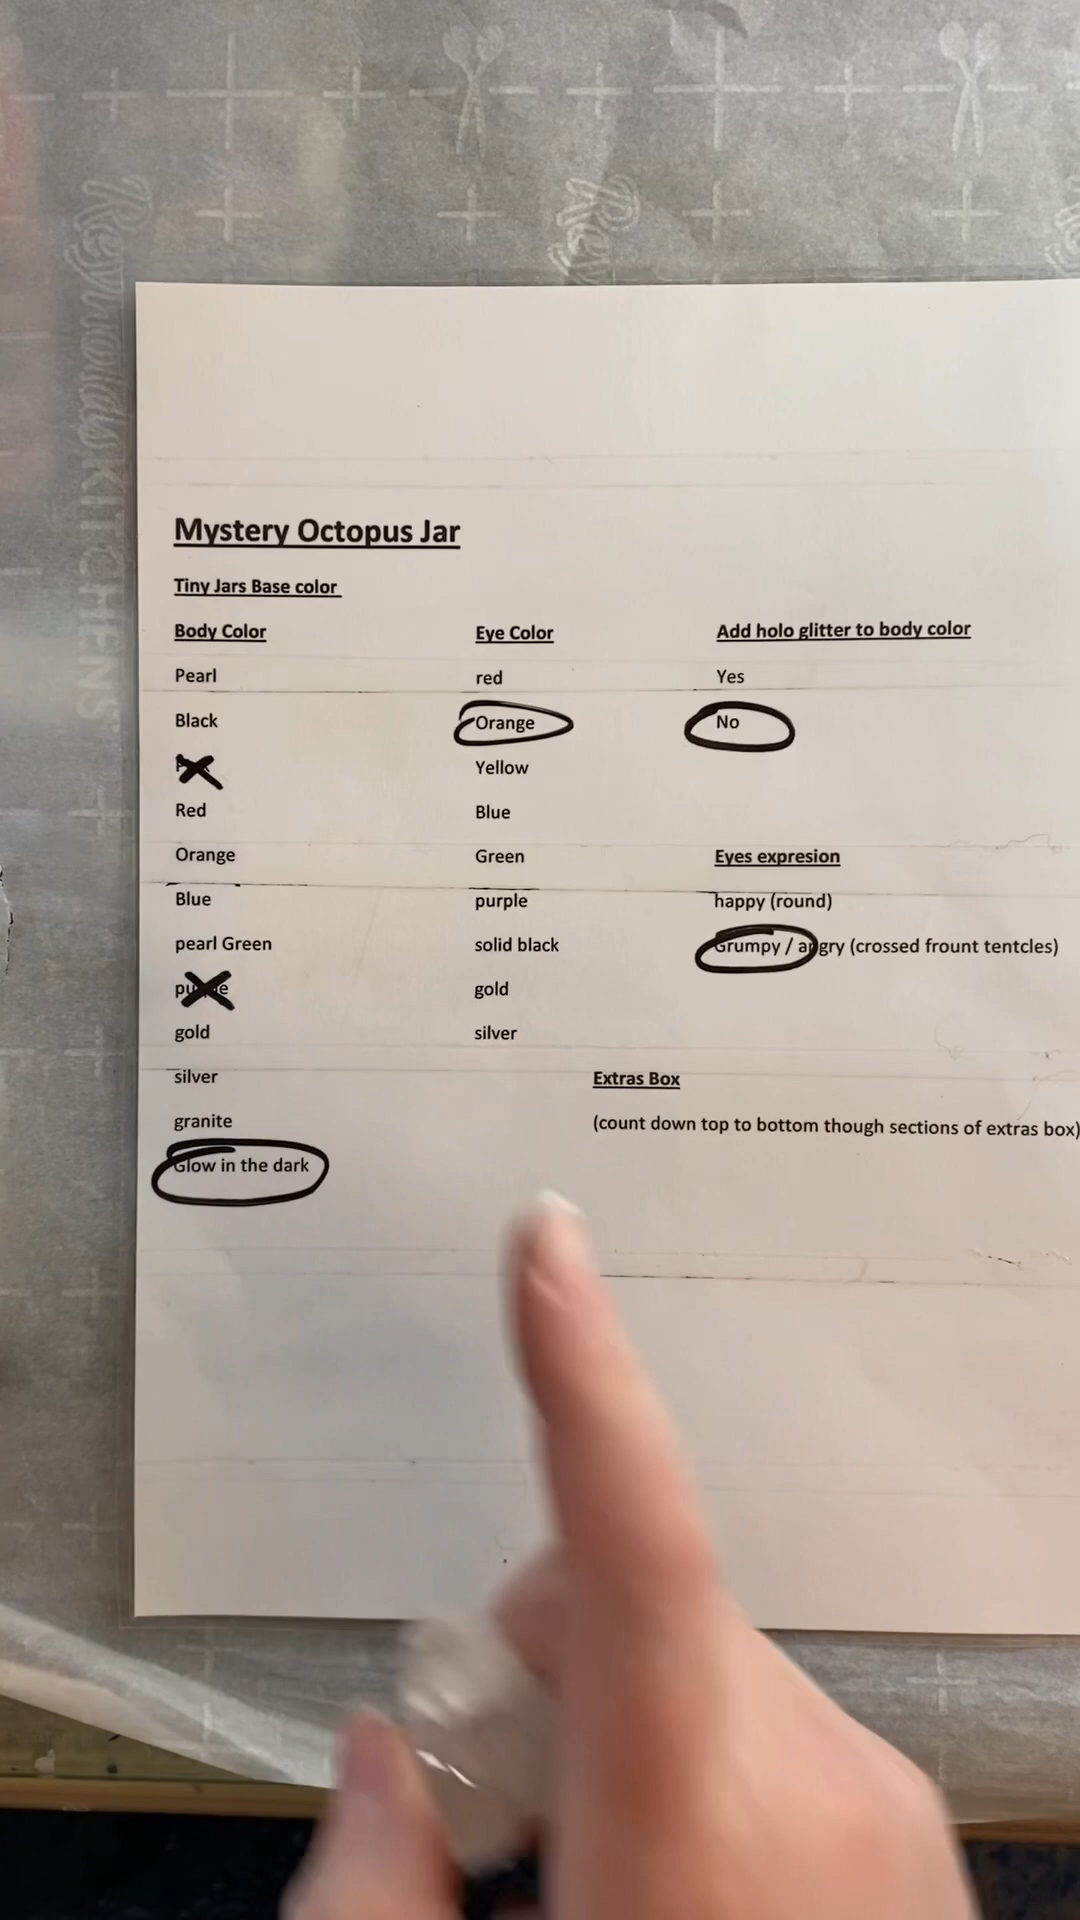 Reynolds KITCHENS
Mystery Octopus Jar
Tiny Jars Base color
Body Color
Pearl
Black
Red
Orange
Blue
pearl Green
gold
silver
granite
Glow in the dark
Eye Color
red
Orange
Yellow
Blue
Green
purple
solid black
gold
silver
Add holo glitter to body color
Yes
No
Eyes expresion
happy (round)
Grumpy / angry (crossed frount tentcles)
Extras Box
(count down top to bottom though sections of extras box)